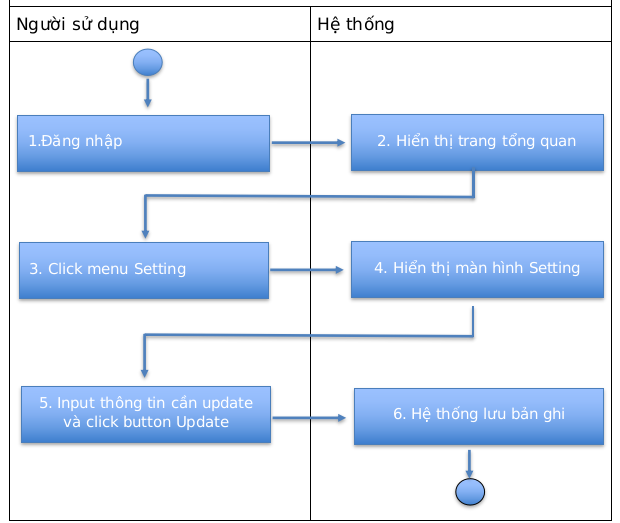 Người sử dụng
Hệ thống
1.Đăng nhập
2. Hiển thị trang tổng quan
3. Click menu Setting
4. Hiển thị màn hình Setting
5. Input thông tin cần update
và click button Update
6. Hệ thống lưu bản ghi